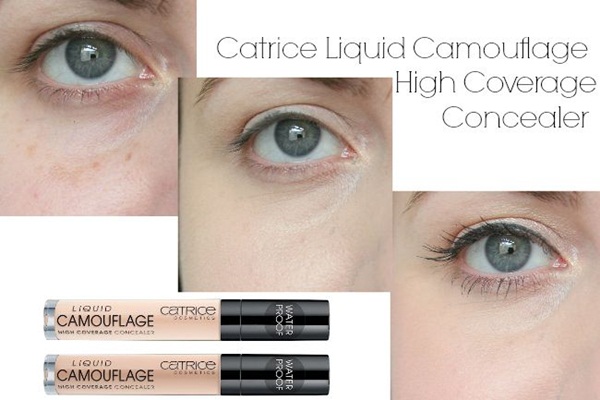 Catrice Liquid Camouflage
High Coverage
Concealer
LIQUID
CAMOUFLAGE
HIGH COVERAGE CONCEALER
CATRICE
COSMETICS
WATER
PROOF
LIQUID
CAMOUFLAGE
HIGH COVERAGE CONCEALER
CATRICE
COSMETICS
WATER
PROOF